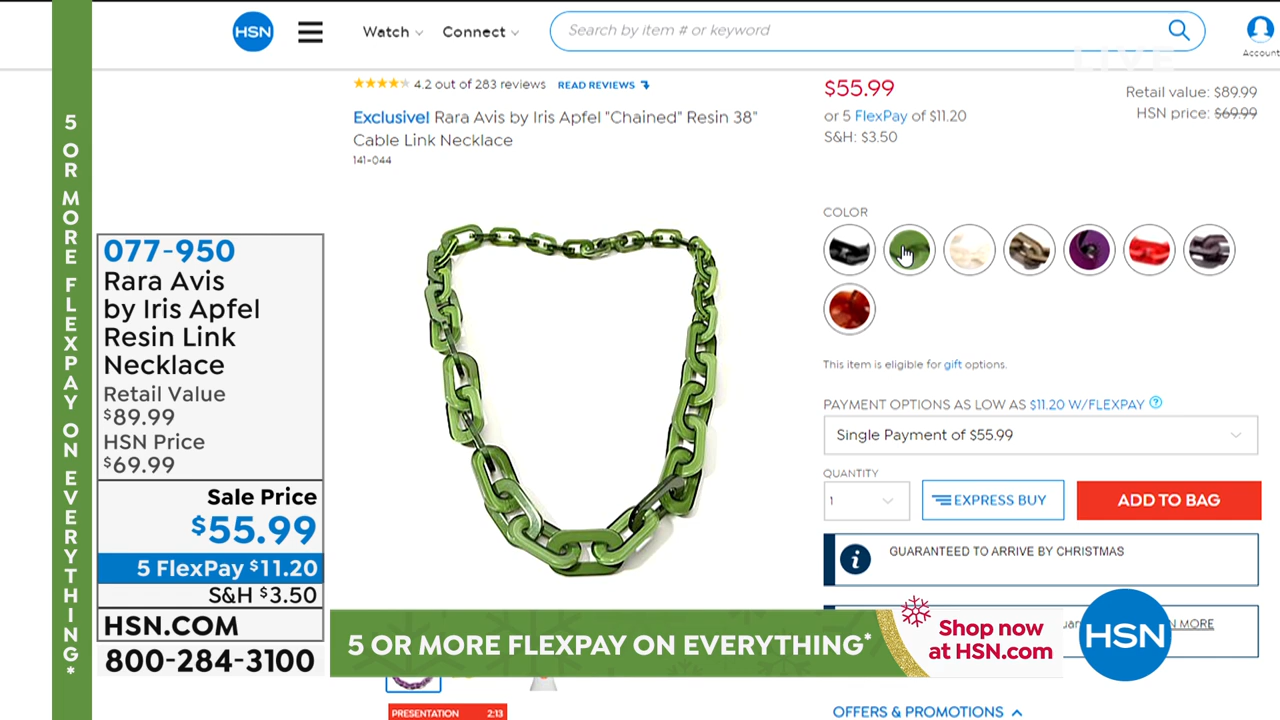 HSN
Watch
Connect
Search by item # or keyword
Account
LIVE
4.2 out of 283 reviews
READ REVIEWS
Exclusive! Rara Avis by Iris Apfel "Chained" Resin 38"
Cable Link Necklace
141-044
$55.99
or 5 FlexPay of $11.20
S&H: $3.50
Retail value: $89.99
HSN price: $69.99
COLOR
This item is eligible for gift options.
PAYMENT OPTIONS AS LOW AS $11.20 W/FLEXPAY ?
Single Payment of $55.99
QUANTITY
1
EXPRESS BUY
ADD TO BAG
i
GUARANTEED TO ARRIVE BY CHRISTMAS
MORE
OFFERS & PROMOTIONS
PRESENTATION 2:13
5 OR MORE FLEXPAY ON EVERYTHING*
077-950
Rara Avis
by Iris Apfel
Resin Link
Necklace
Retail Value
$89.99
HSN Price
$69.99
Sale Price
$55.99
5 FlexPay $11.20
S&H $3.50
HSN.COM
800-284-3100
5 OR MORE FLEXPAY ON EVERYTHING*
Shop now
at HSN.com
HSN